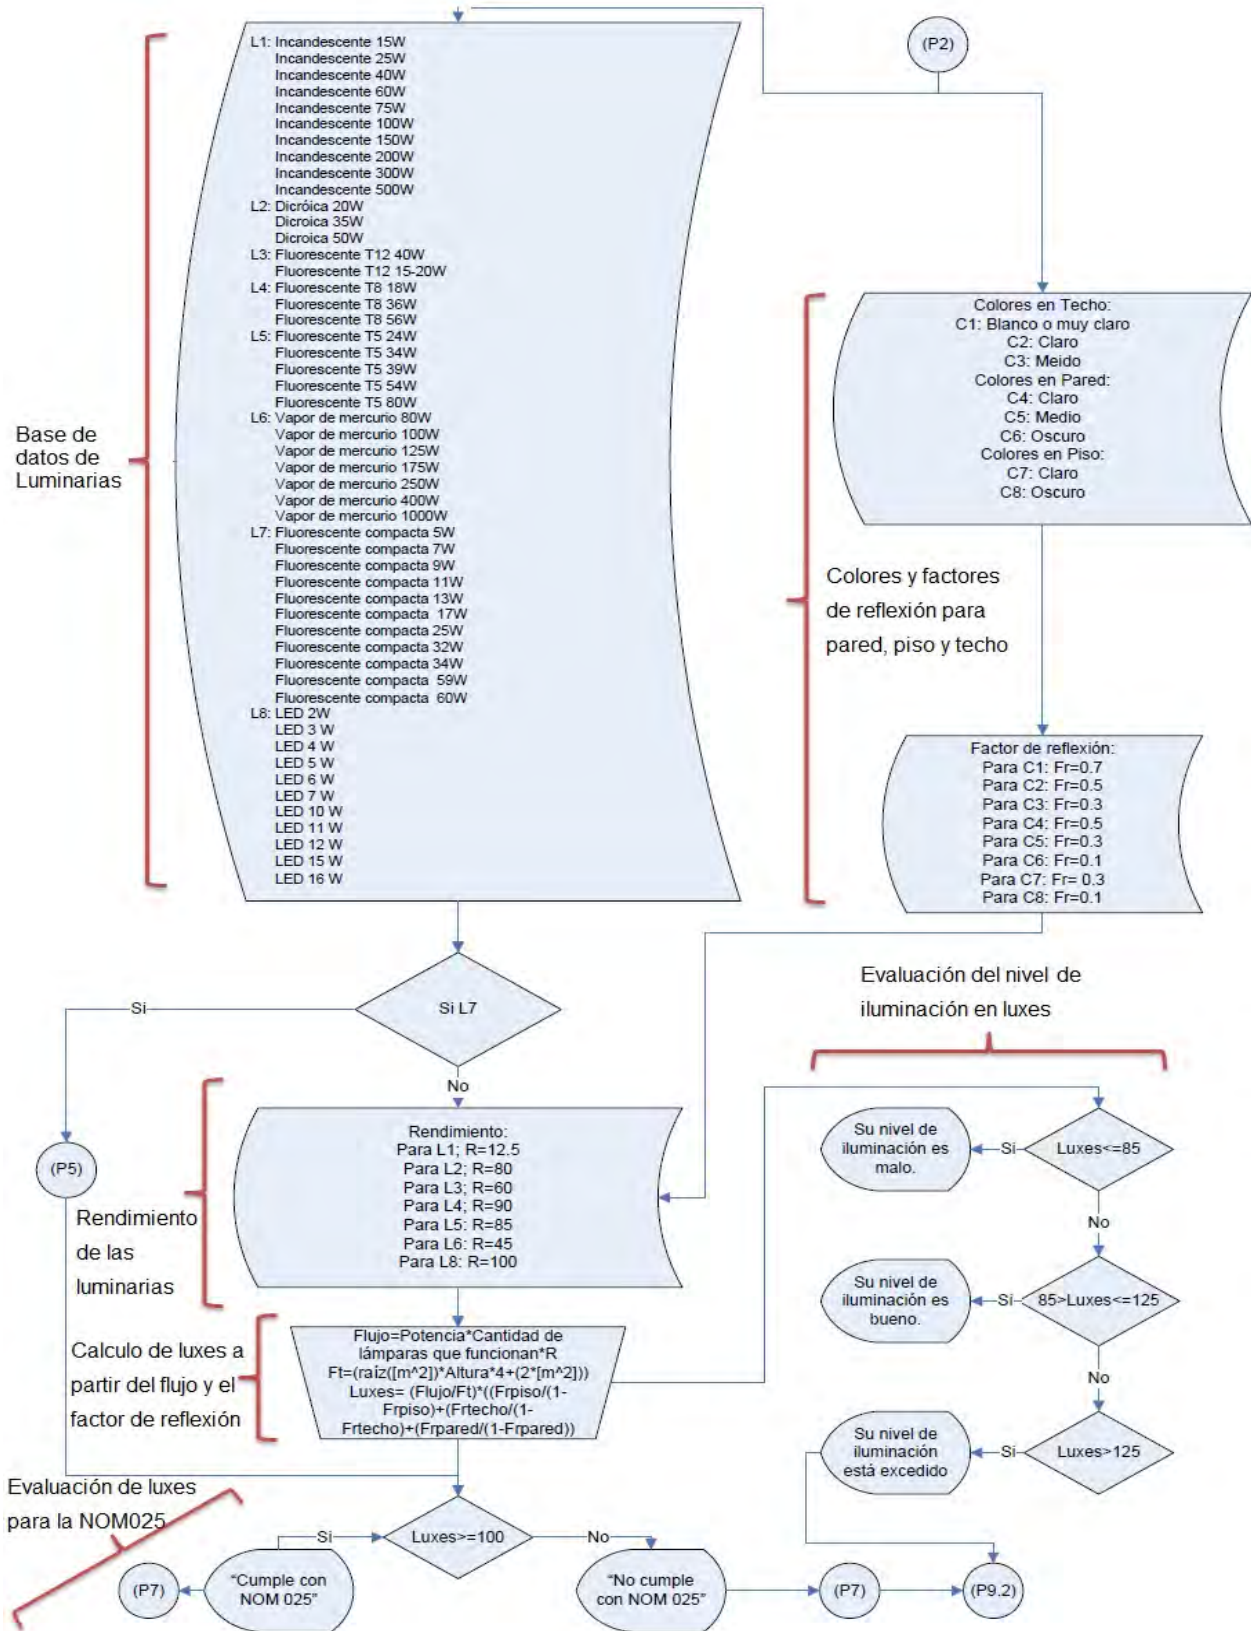 (P2)
L1: Incandescente 15W
Incandescente 25W
Incandescente 40W
Incandescente 60W
Incandescente 75W
Incandescente 100W
Incandescente 150W
Incandescente 200W
Incandescente 300W
Incandescente 500W
L2: Dicróica 20W
Dicroica 35W
Dicroica 50W
L3: Fluorescente T12 40W
Fluorescente T12 15-20W
L4: Fluorescente T8 18W
Fluorescente T8 36W
Fluorescente T8 56W
L5: Fluorescente T5 24W
Fluorescente T5 34W
Fluorescente T5 39W
Fluorescente T5 54W
Fluorescente T5 80W
L6: Vapor de mercurio 80W
Vapor de mercurio 100W
Vapor de mercurio 125W
Vapor de mercurio 175W
Vapor de mercurio 250W
Vapor de mercurio 400W
Vapor de mercurio 1000W
L7: Fluorescente compacta 5W
Fluorescente compacta 7W
Fluorescente compacta 9W
Fluorescente compacta 11W
Fluorescente compacta 13W
Fluorescente compacta 17W
Fluorescente compacta 25W
Fluorescente compacta 32W
Fluorescente compacta 34W
Fluorescente compacta 59W
Fluorescente compacta 60W
L8: LED 2W
LED 3 W
LED 4 W
LED 5 W
LED 6 W
LED 7 W
LED 10 W
LED 11 W
LED 12 W
LED 15 W
LED 16 W
Base de
datos de
Luminarias
Colores en Techo:
C1: Blanco o muy claro
C2: Claro
C3: Meido
Colores en Pared:
C4: Claro
C5: Medio
C6: Oscuro
Colores en Piso:
C7: Claro
C8: Oscuro
Colores y factores
de reflexión para
pared, piso y techo
Factor de reflexión:
Para C1: Fr=0.7
Para C2: Fr=0.5
Para C3: Fr=0.3
Para C4: Fr=0.5
Para C5: Fr=0.3
Para C6: Fr=0.1
Para C7: Fr= 0.3
Para C8: Fr=0.1
Si L7
Si
No
(P5)
Rendimiento:
Para L1; R=12.5
Para L2; R=80
Para L3; R=60
Para L4; R=90
Para L5: R=85
Para L6: R=45
Para L8: R=100
Rendimiento
de las
luminarias
Flujo=Potencia*Cantidad de
lámparas que funcionan*R
Ft=(raíz([m^2])*Altura*4+(2*[m^2]))
Luxes= (Flujo/Ft)*((Frpiso/(1-
Frpiso)+(Frtecho/(1-
Frtecho)+(Frpared/(1-Frpared))
Calculo de luxes a
partir del flujo y el
factor de reflexión
Evaluación del nivel de
iluminación en luxes
Luxes<=85
Si
Su nivel de
iluminación es
malo.
No
85>Luxes<=125
Si
Su nivel de
iluminación es
bueno.
No
Luxes>125
Si
Su nivel de
iluminación
está excedido
Evaluación de luxes
para la NOM025
Luxes>=100
Si
No
"Cumple con
NOM 025"
(P7)
"No cumple
con NOM 025"
(P7)
(P9.2)